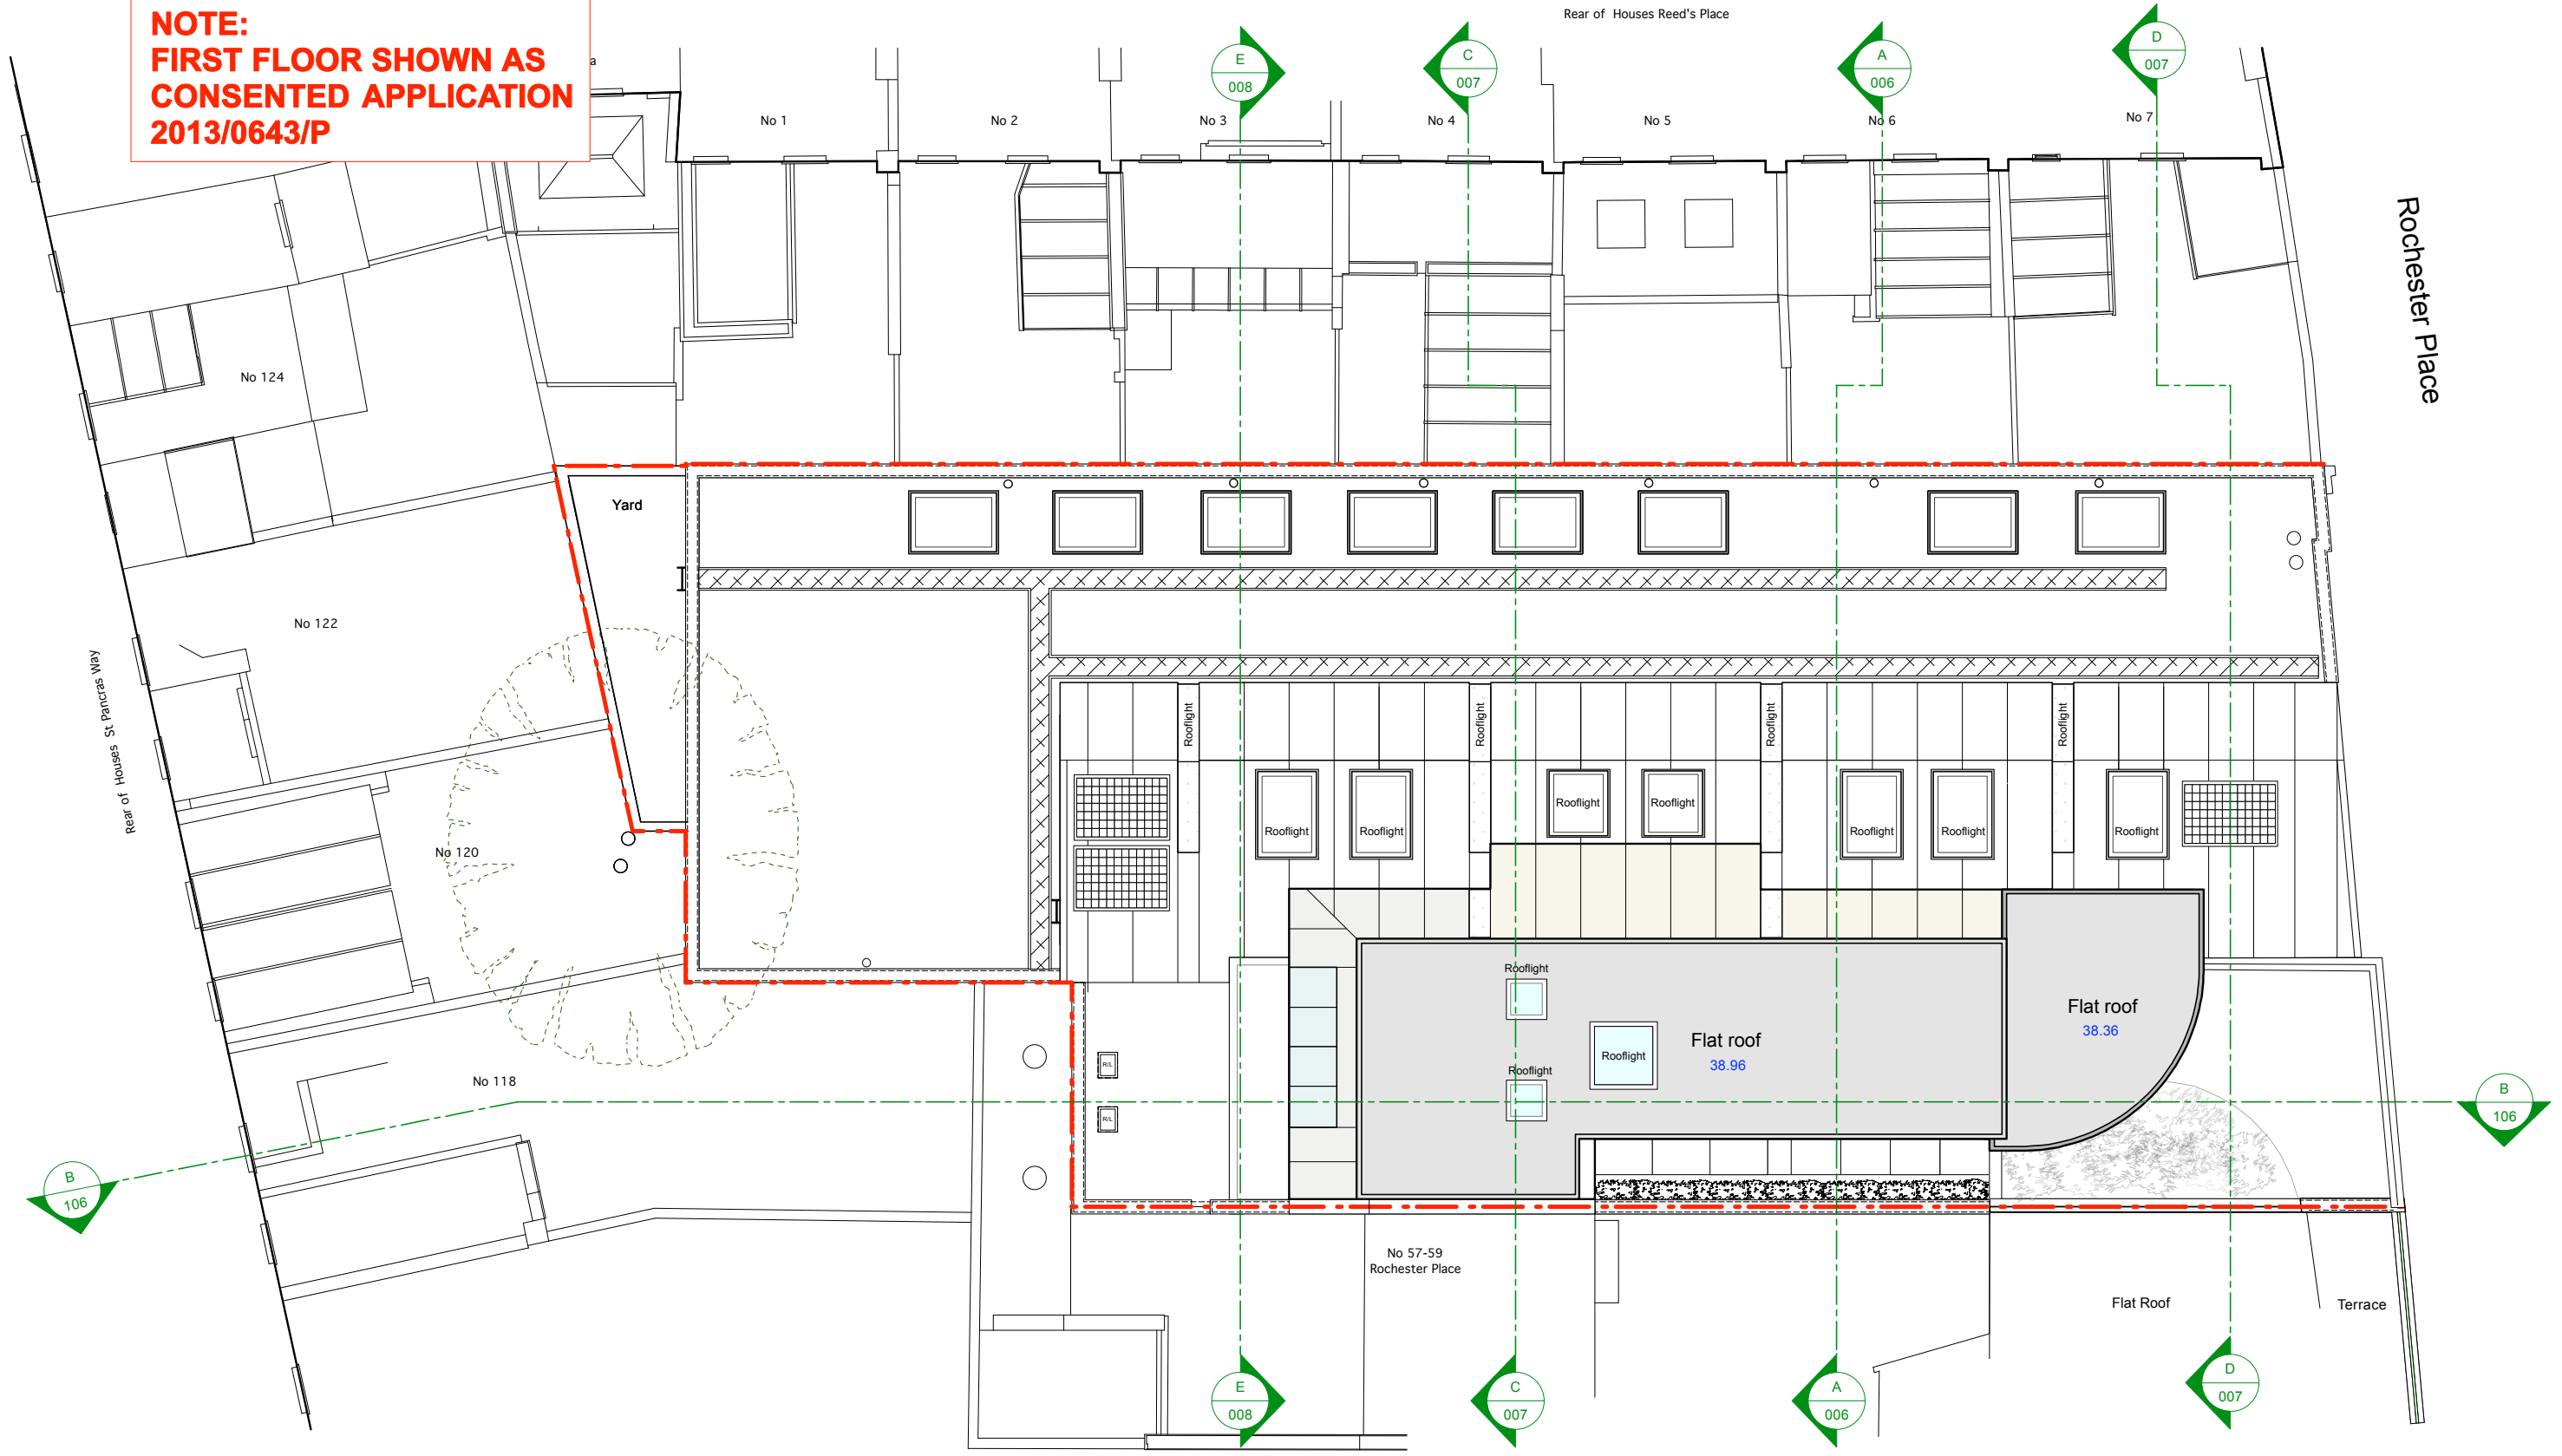 NOTE:
FIRST FLOOR SHOWN AS
CONSENTED APPLICATION
2013/0643/P
a
Rear of Houses Reed's Place
E
008
C
007
A
006
D
007
No 1
No 2
No 3
No 4
No 5
No 6
No 7
Rochester Place
No 124
Yard
No 122
Rear of Houses St Pancras Way
Rooflight
Rooflight
Rooflight
Rooflight
Rooflight
Rooflight
Rooflight
Rooflight
Rooflight
Rooflight
Rooflight
No 120
Rooflight
Flat roof
38.36
Flat roof
38.96
Rooflight
Rooflight
R/L
R/L
No 118
B
106
B
106
No 57-59
Rochester Place
Flat Roof
Terrace
E
008
C
007
A
006
D
007